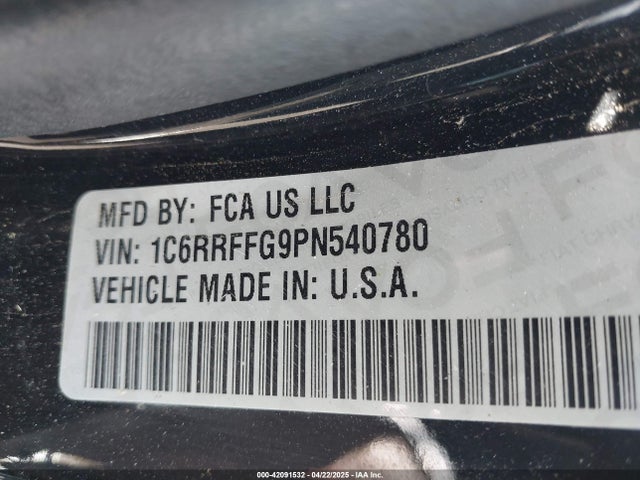 MFD BY: FCA US LLC
VIN: 1C6RRFFG9PN540780
VEHICLE MADE IN: U.S.A.
000-42091532 - 04/22/2025 - IAA Inc.